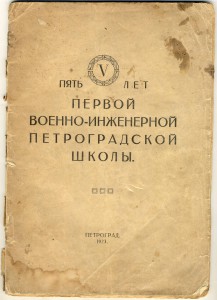 V
ПЯТЬ ЛЕТ
ПЕРВОЙ
ВОЕННО-ИНЖЕНЕРНОЙ
ПЕТРОГРАДСКОЙ
ШКОЛЫ.
ПЕТРОГРАД.